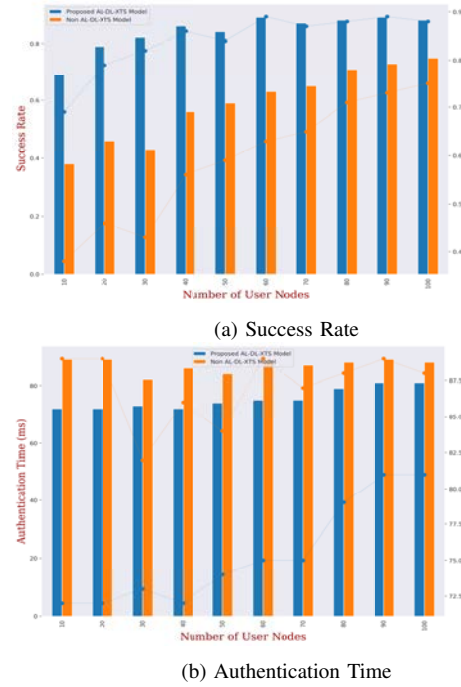 Proposed AL-DL-XTS Model
Non AL-DL-XTS Model
Success Rate
0.8
0.6
0.4
0.2
0.0
10 20 30 40 50 60 70 80 90 100
Number of User Nodes
(a) Success Rate
Proposed AL-DL-XTS Model
Non AL-DL-XTS Model
Authentication Time (ms)
80
60
40
20
0
87.5
85.0
82.5
80.0
77.5
75.0
72.5
10 20 30 40 50 60 70 80 90 100
Number of User Nodes
(b) Authentication Time